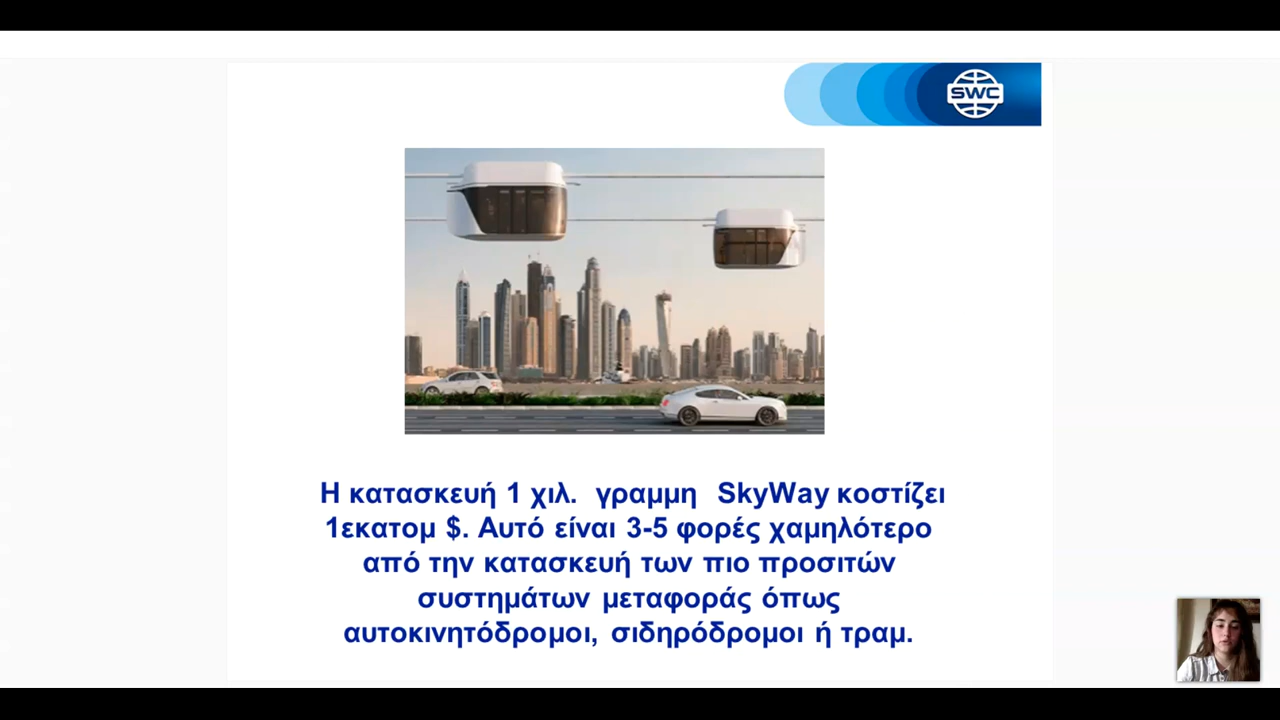 SWC
Η κατασκευή 1 χιλ. γραμμη SkyWay κοστίζει
1εκατομ $. Αυτό είναι 3-5 φορές χαμηλότερο
από την κατασκευή των πιο προσιτών
συστημάτων μεταφοράς όπως
αυτοκινητόδρομοι, σιδηρόδρομοι ή τραμ.